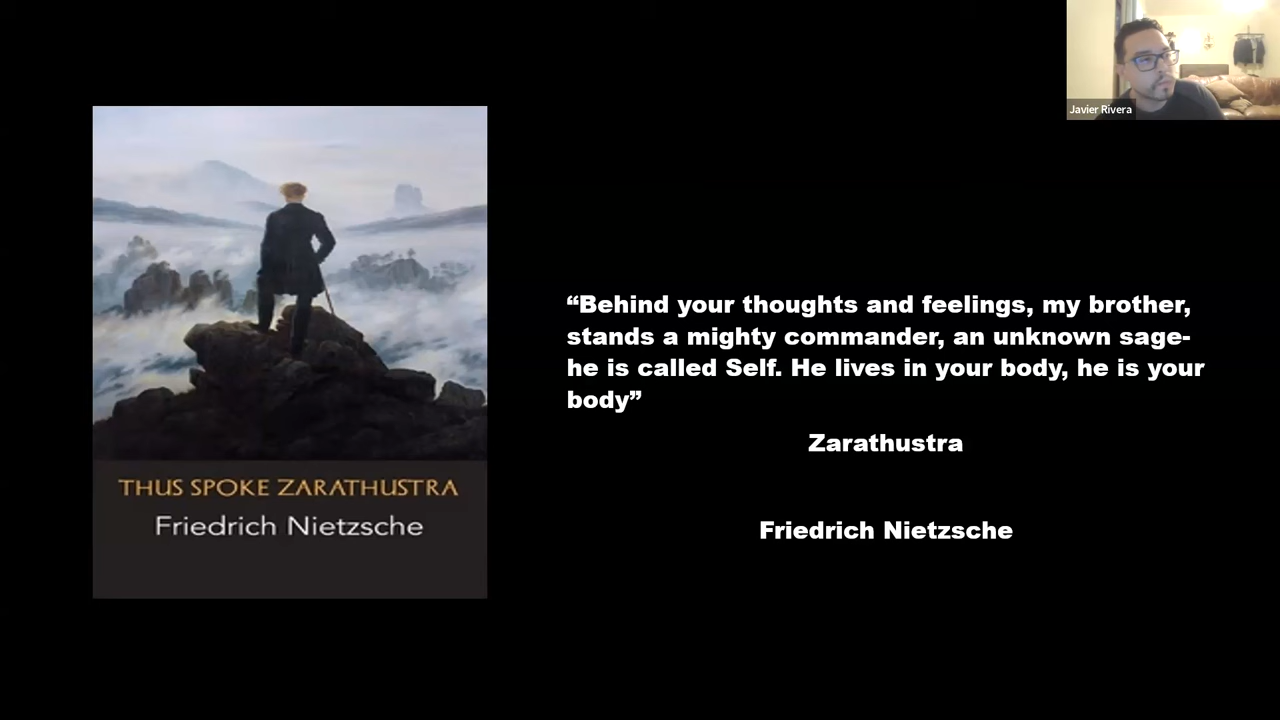 Javier Rivera
“Behind your thoughts and feelings, my brother,
stands a mighty commander, an unknown sage-
he is called Self. He lives in your body, he is your
body”
Zarathustra
Friedrich Nietzsche
THUS SPOKE ZARATHUSTRA
Friedrich Nietzsche